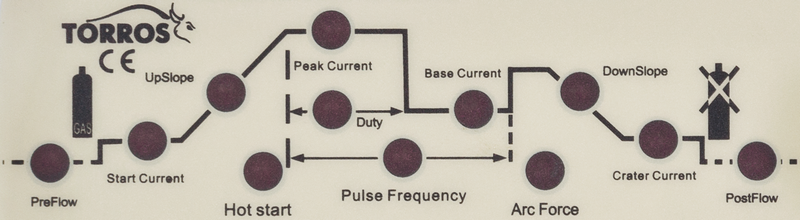 TORROS
CE
UpSlope
Peak Current
Base Current
DownSlope
GAS
Duty
PreFlow
Start Current
Hot start
Pulse Frequency
Arc Force
Crater Current
PostFlow